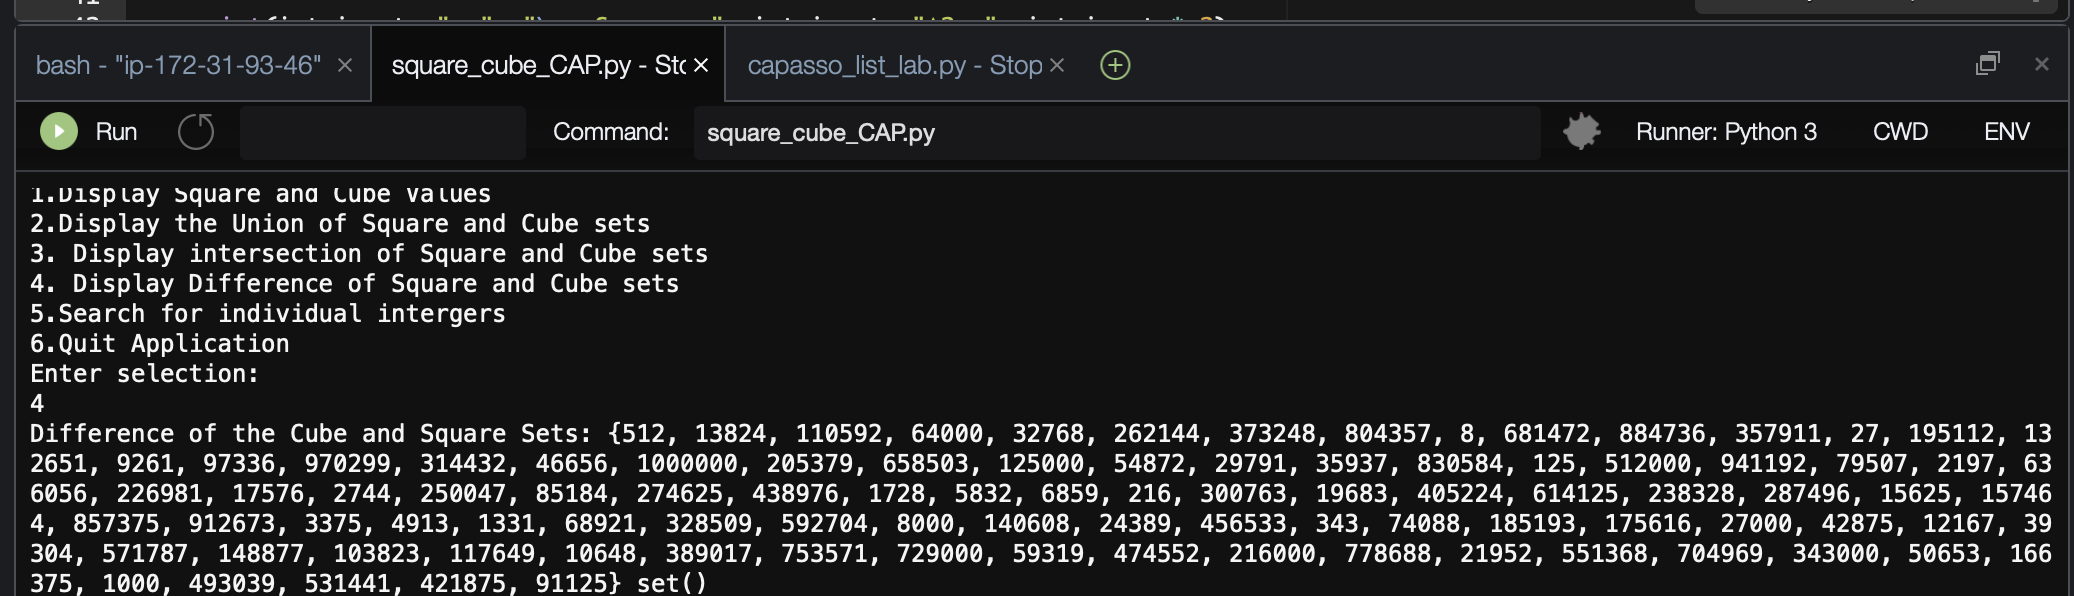 bash - "ip-172-31-93-46" × square_cube_CAP.py - Sto × capasso_list_lab.py - Stop ×
Run Command: square_cube_CAP.py Runner: Python 3 CWD ENV
1.Display Square and Cube Values
2.Display the Union of Square and Cube sets
3. Display intersection of Square and Cube sets
4. Display Difference of Square and Cube sets
5.Search for individual intergers
6.Quit Application
Enter selection:
4
Difference of the Cube and Square Sets: {512, 13824, 110592, 64000, 32768, 262144, 373248, 804357, 8, 681472, 884736, 357911, 27, 195112, 13
2651, 9261, 97336, 970299, 314432, 46656, 1000000, 205379, 658503, 125000, 54872, 29791, 35937, 830584, 125, 512000, 941192, 79507, 2197, 63
6056, 226981, 17576, 2744, 250047, 85184, 274625, 438976, 1728, 5832, 6859, 216, 300763, 19683, 405224, 614125, 238328, 287496, 15625, 15746
4, 857375, 912673, 3375, 4913, 1331, 68921, 328509, 592704, 8000, 140608, 24389, 456533, 343, 74088, 185193, 175616, 27000, 42875, 12167, 39
304, 571787, 148877, 103823, 117649, 10648, 389017, 753571, 729000, 59319, 474552, 216000, 778688, 21952, 551368, 704969, 343000, 50653, 166
375, 1000, 493039, 531441, 421875, 91125} set()